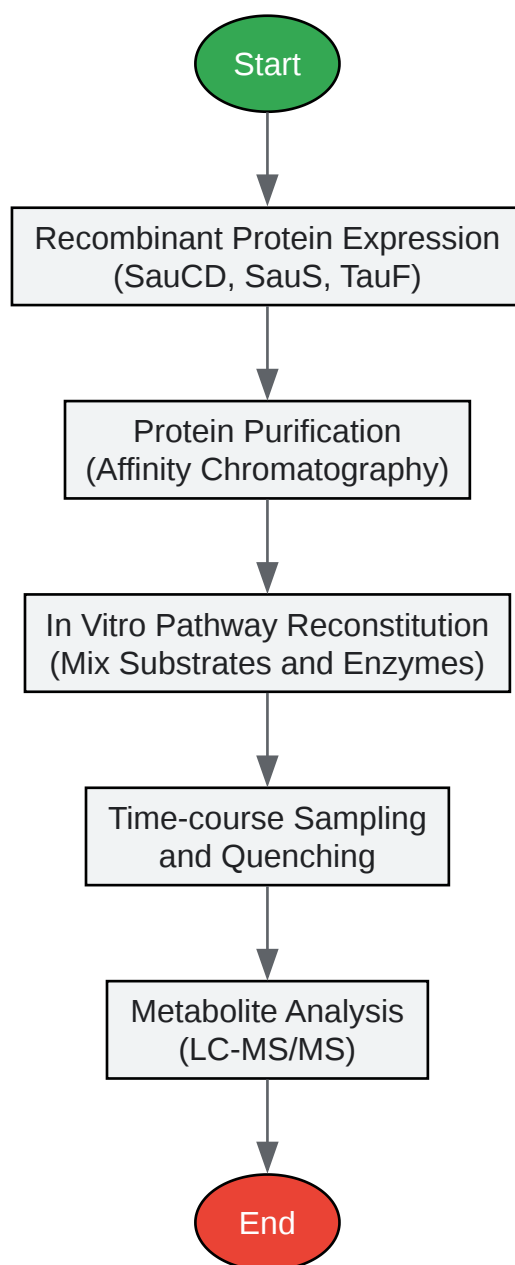 Start
Recombinant Protein Expression
(SauCD, SauS, TauF)
Protein Purification
(Affinity Chromatography)
In Vitro Pathway Reconstitution
(Mix Substrates and Enzymes)
Time-course Sampling
and Quenching
Metabolite Analysis
(LC-MS/MS)
End